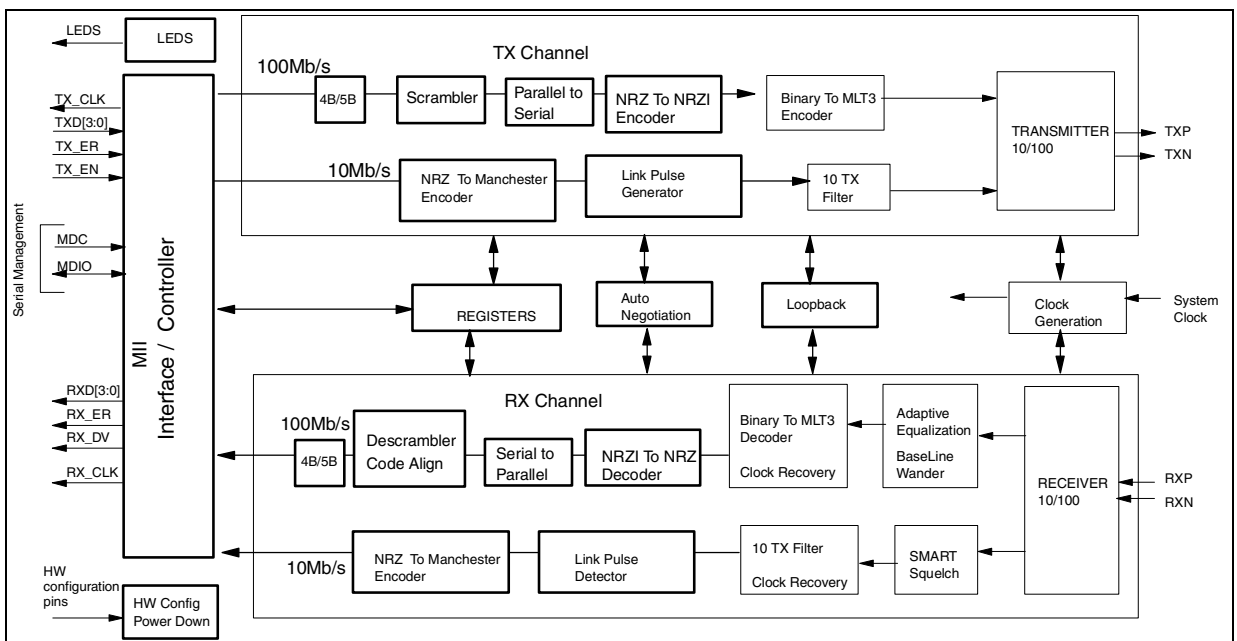 LEDS
LEDS
TX Channel
100Mb/s
4B/5B
Scrambler
Parallel to
Serial
NRZ To NRZI
Encoder
Binary To MLT3
Encoder
TRANSMITTER
10/100
TXP
TXN
TX_CLK
TXD[3:0]
TX_ER
TX_EN
10Mb/s
NRZ To Manchester
Encoder
Link Pulse
Generator
10 TX
Filter
Serial Management
MDC
MDIO
MII
Interface / Controller
REGISTERS
Auto
Negotiation
Loopback
Clock
Generation
System
Clock
RX Channel
RXD[3:0]
RX_ER
RX_DV
RX_CLK
100Mb/s
4B/5B
Descrambler
Code Align
Serial to
Parallel
NRZI To NRZ
Decoder
Binary To MLT3
Decoder
Clock Recovery
Adaptive
Equalization
BaseLine
Wander
RECEIVER
10/100
RXP
RXN
10Mb/s
NRZ To Manchester
Encoder
Link Pulse
Detector
10 TX Filter
Clock Recovery
SMART
Squelch
HW
configuration
pins
HW Config
Power Down